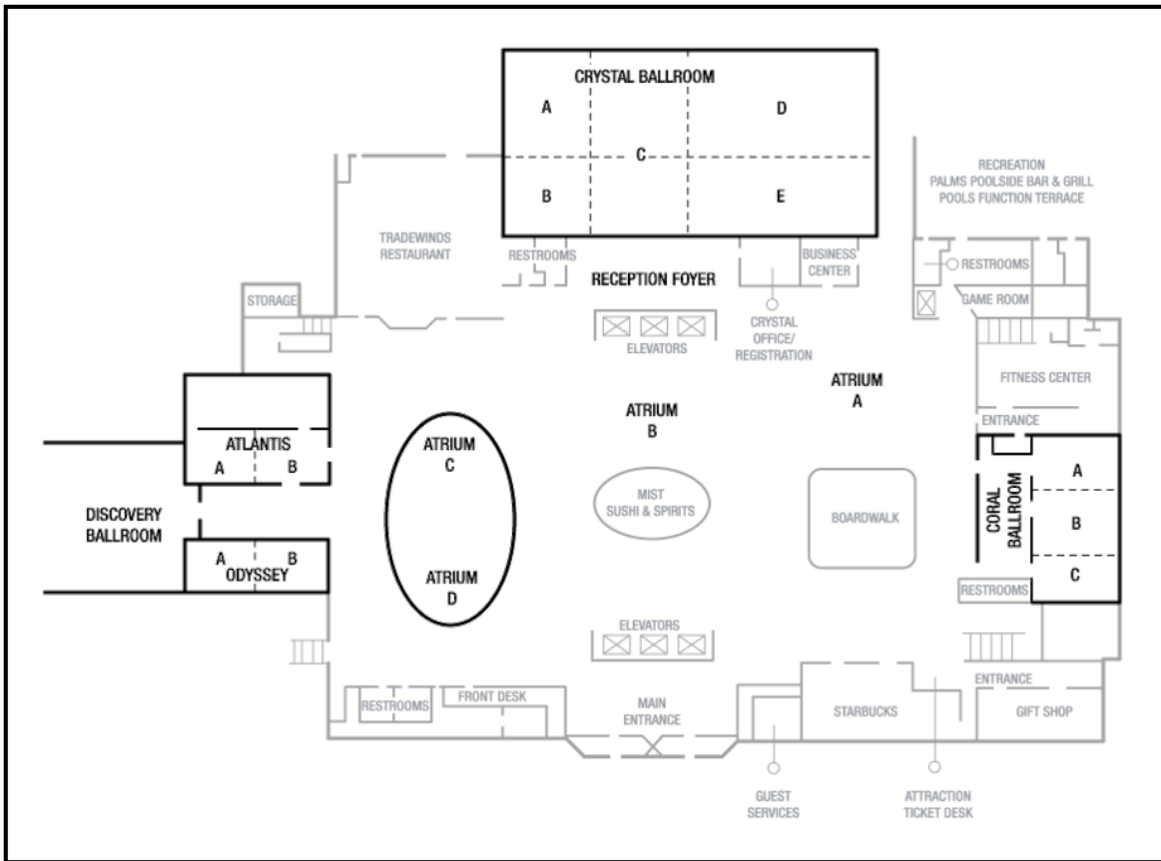 CRYSTAL BALLROOM
A
D
C
B
E
RECREATION
PALMS POOLSIDE BAR & GRILL
POOLS FUNCTION TERRACE
TRADEWINDS
RESTAURANT
RESTROOMS
BUSINESS
CENTER
RECEPTION FOYER
RESTROOMS
STORAGE
GAME ROOM
CRYSTAL
OFFICE/
REGISTRATION
ELEVATORS
FITNESS CENTER
ATRIUM
A
ATRIUM
B
ENTRANCE
ATLANTIS
A
B
ATRIUM
C
CORAL
BALLROOM
A
B
C
MIST
SUSHI & SPIRITS
BOARDWALK
DISCOVERY
BALLROOM
A
B
ODYSSEY
ATRIUM
D
RESTROOMS
ELEVATORS
ENTRANCE
RESTROOMS
FRONT DESK
MAIN
ENTRANCE
STARBUCKS
GIFT SHOP
GUEST
SERVICES
ATTRACTION
TICKET DESK